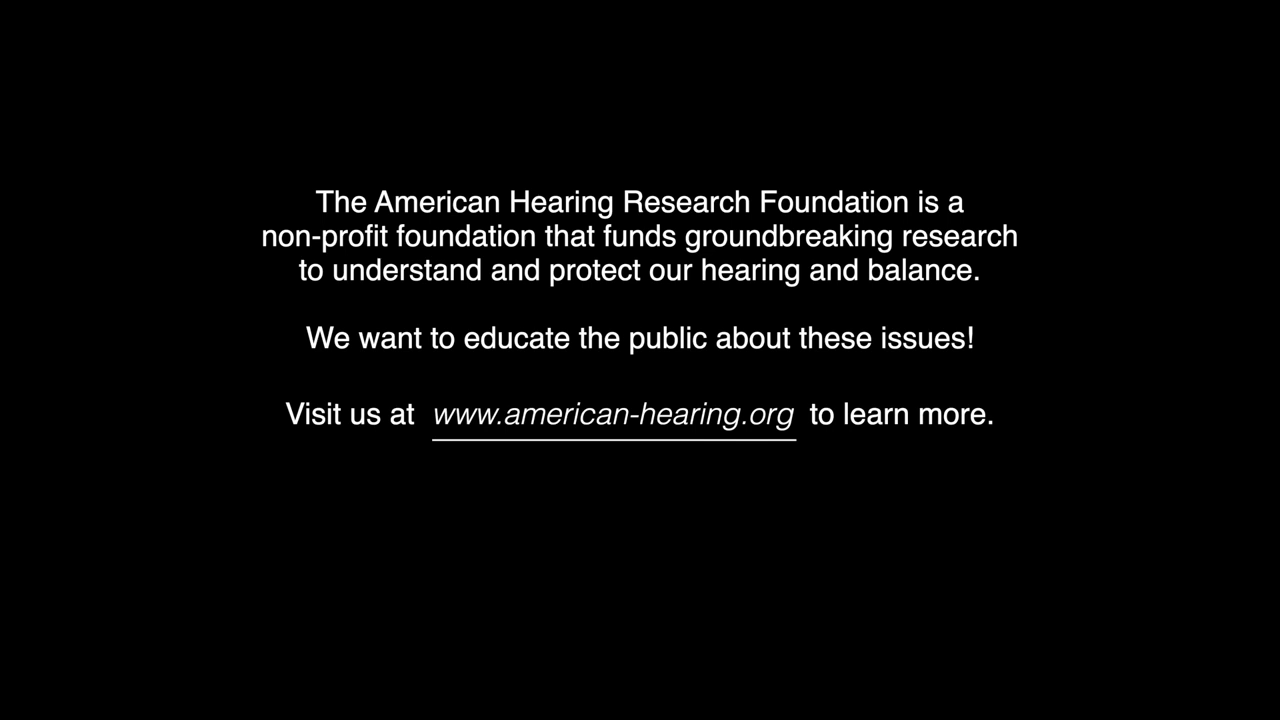 The American Hearing Research Foundation is a
non-profit foundation that funds groundbreaking research
to understand and protect our hearing and balance.
We want to educate the public about these issues!
Visit us at www.american-hearing.org to learn more.